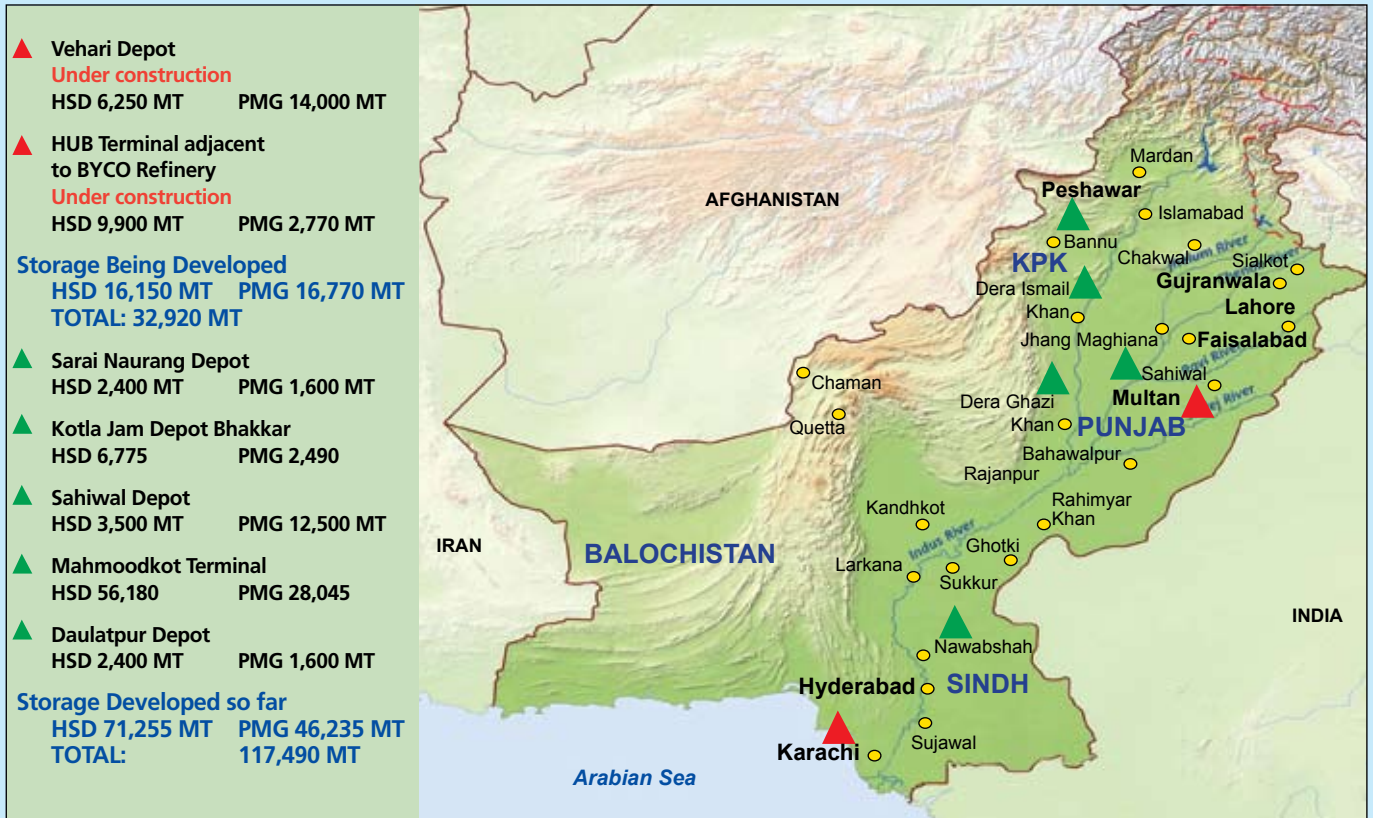 Vehari Depot
Under construction
HSD 6,250 MT PMG 14,000 MT
HUB Terminal adjacent
to BYCO Refinery
Under construction
HSD 9,900 MT PMG 2,770 MT
Storage Being Developed
HSD 16,150 MT PMG 16,770 MT
TOTAL: 32,920 MT
Sarai Naurang Depot
HSD 2,400 MT PMG 1,600 MT
Kotla Jam Depot Bhakkar
HSD 6,775 PMG 2,490
Sahiwal Depot
HSD 3,500 MT PMG 12,500 MT
Mahmoodkot Terminal
HSD 56,180 PMG 28,045
Daulatpur Depot
HSD 2,400 MT PMG 1,600 MT
Storage Developed so far
HSD 71,255 MT PMG 46,235 MT
TOTAL: 117,490 MT
Mardan
Peshawar
AFGHANISTAN
Islamabad
Bannu
Chakwal
River
KPK
Sialkot
Gujranwala
Dera Ismail
Khan
Lahore
Jhang Maghiana
Faisalabad
Chaman
Sahiwal
Multan
River
Dera Ghazi
Khan
Quetta
PUNJAB
Bahawalpur
Rajanpur
Kandhkot
Rahimyar
Khan
Indus River
IRAN
BALOCHISTAN
Ghotki
Larkana
Sukkur
INDIA
Nawabshah
Hyderabad
SINDH
Sujawal
Karachi
Arabian Sea